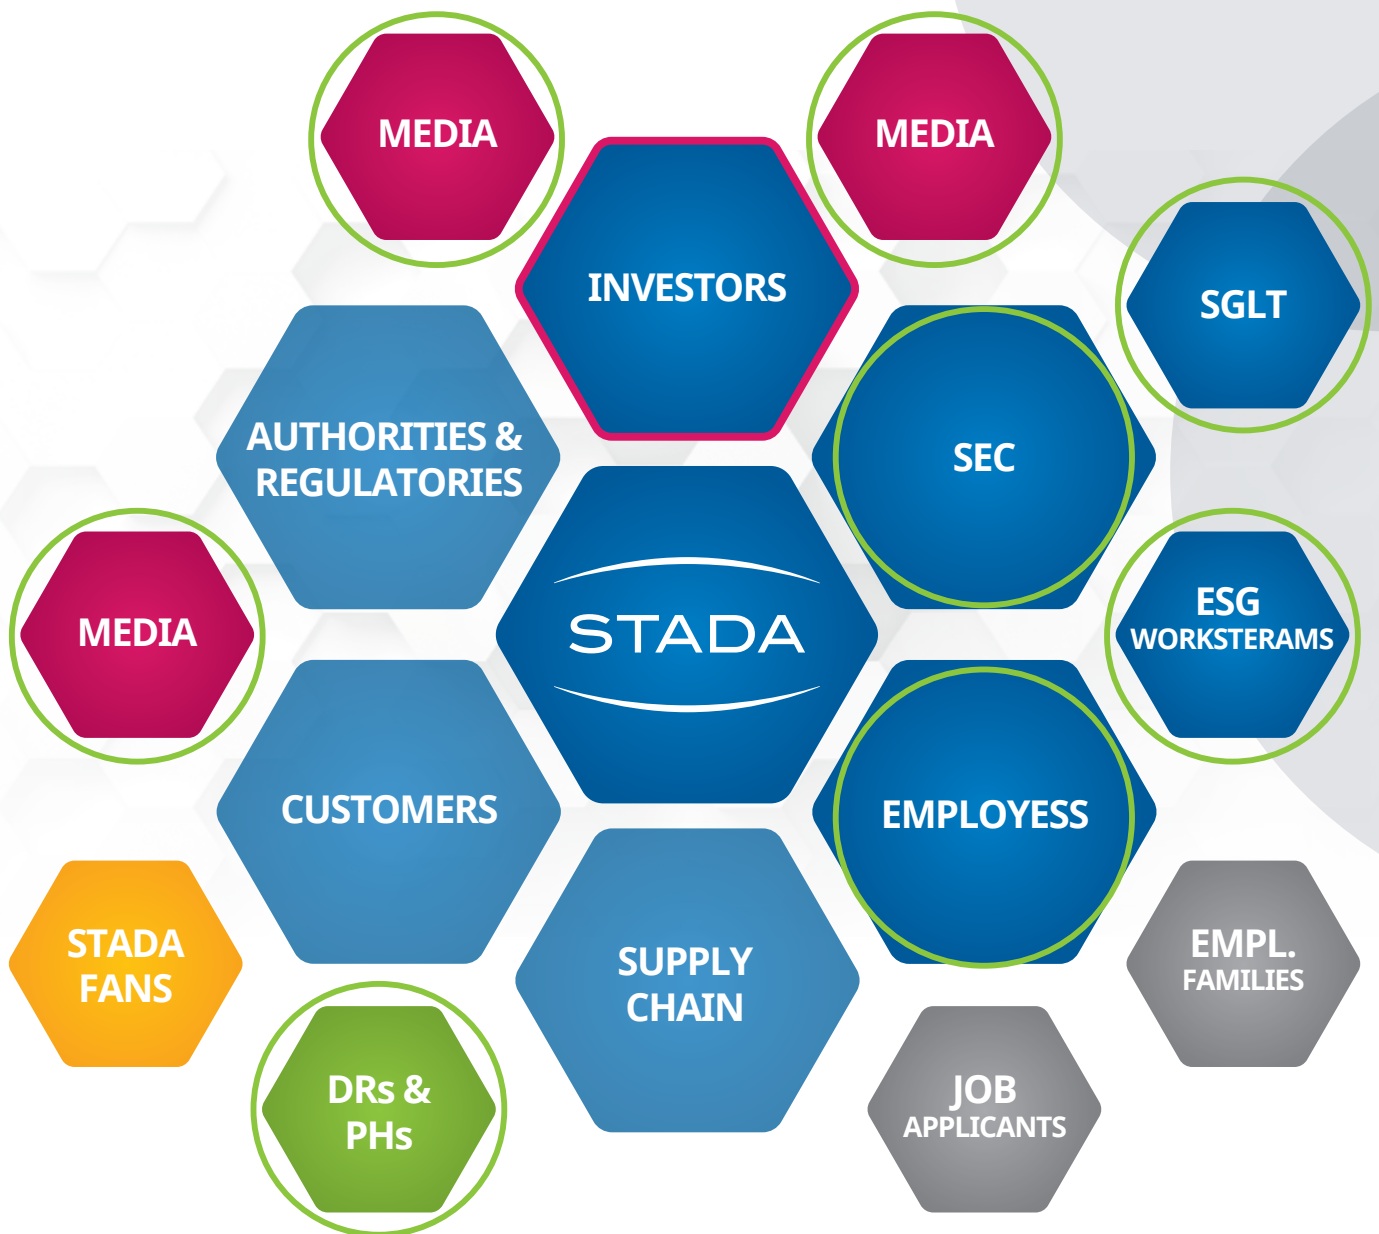 MEDIA
MEDIA
INVESTORS
SGLT
AUTHORITIES &
REGULATORIES
SEC
MEDIA
STADA
ESG
WORKSTERAMS
CUSTOMERS
EMPLOYESS
STADA
FANS
SUPPLY
CHAIN
EMPL.
FAMILIES
DRs &
PHs
JOB
APPLICANTS